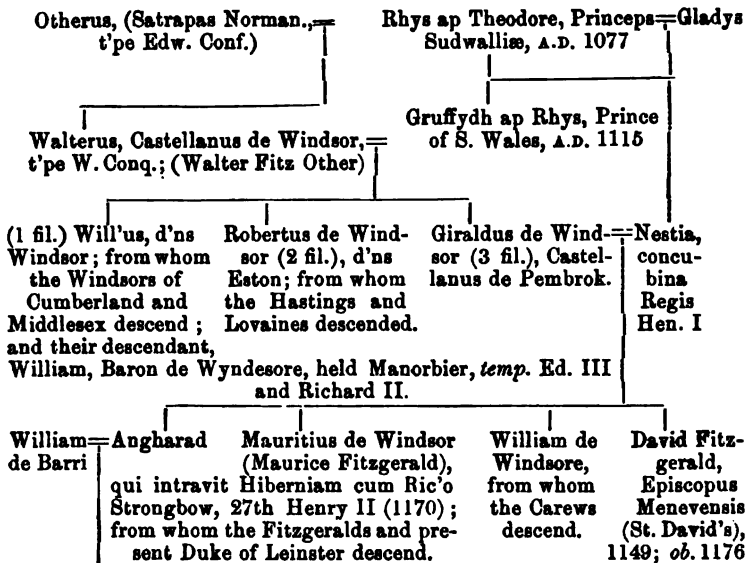 Otherus, (Satrapas Norman.,=
t'pe Edw. Conf.)
Rhys ap Theodore, Princeps=Gladys
Sudwalliæ, A.D. 1077
Walterus, Castellanus de Windsor,=
t'pe W. Conq.; (Walter Fitz Other)
Gruffydh ap Rhys, Prince
of S. Wales, A.D. 1115
(1 fil.) Will'us, d'ns
Windsor; from whom
the Windsors of
Cumberland and
Middlesex descend;
and their descendant,
William, Baron de Wyndesore, held Manorbier, temp. Ed. III
and Richard II.
Robertus de Wind-
sor (2 fil.), d'ns
Eston; from whom
the Hastings and
Lovaines descended.
Giraldus de Wind-=Nestia,
sor (3 fil.), Castel-
lanus de Pembrok.
concu-
bina
Regis
Hen. I
William=Angharad
de Barri
Mauritius de Windsor
(Maurice Fitzgerald),
qui intravit Hiberniam cum Ric'o
Strongbow, 27th Henry II (1170);
from whom the Fitzgeralds and pre-
sent Duke of Leinster descend.
William de
Windsore,
from whom
the Carews
descend.
David Fitz-
gerald,
Episcopus
Menevensis
(St. David's),
1149; ob. 1176